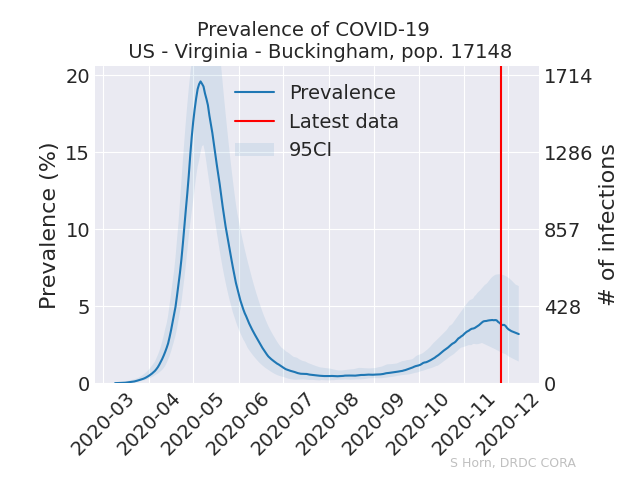 Prevalence of COVID-19
US - Virginia - Buckingham, pop. 17148
Prevalence (%)
20
15
10
5
0
Prevalence
Latest data
95CI
1714
1286
857
428
0
# of infections
2020-03
2020-04
2020-05
2020-06
2020-07
2020-08
2020-09
2020-10
2020-11
2020-12
S Horn, DRDC CORA